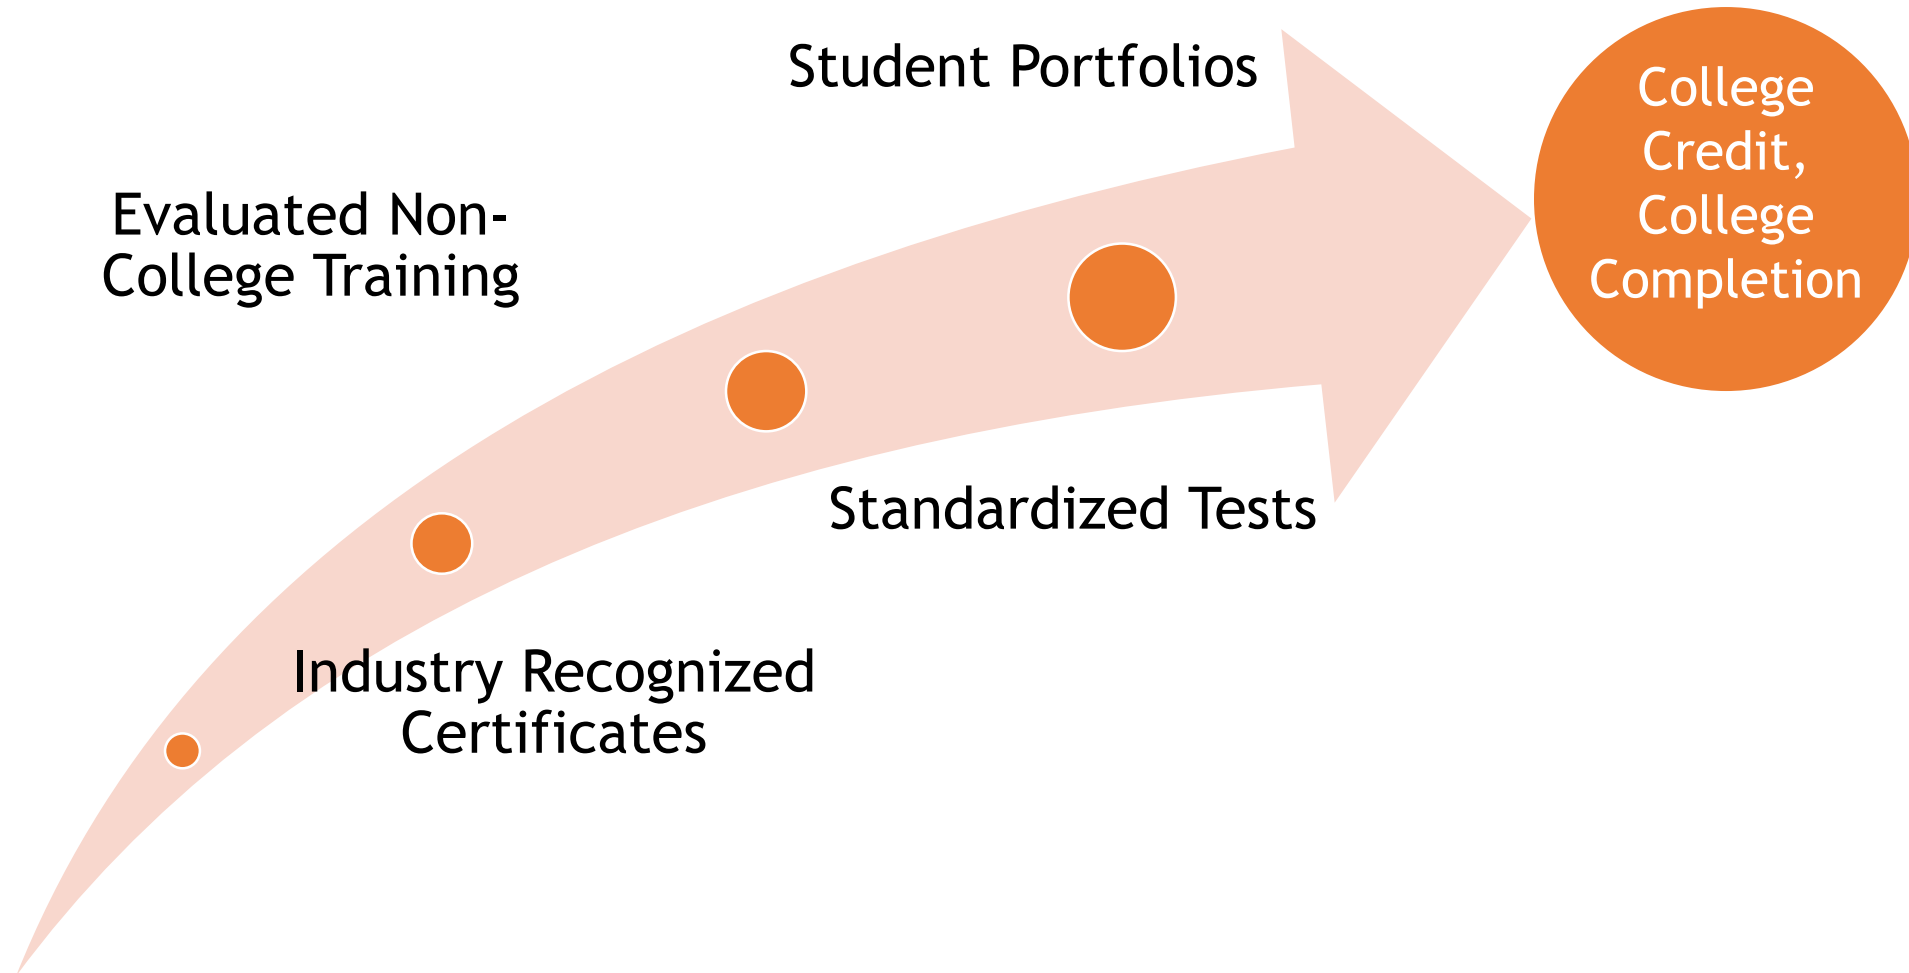 Student Portfolios
College
Credit,
College
Completion
Evaluated Non-
College Training
Standardized Tests
Industry Recognized
Certificates